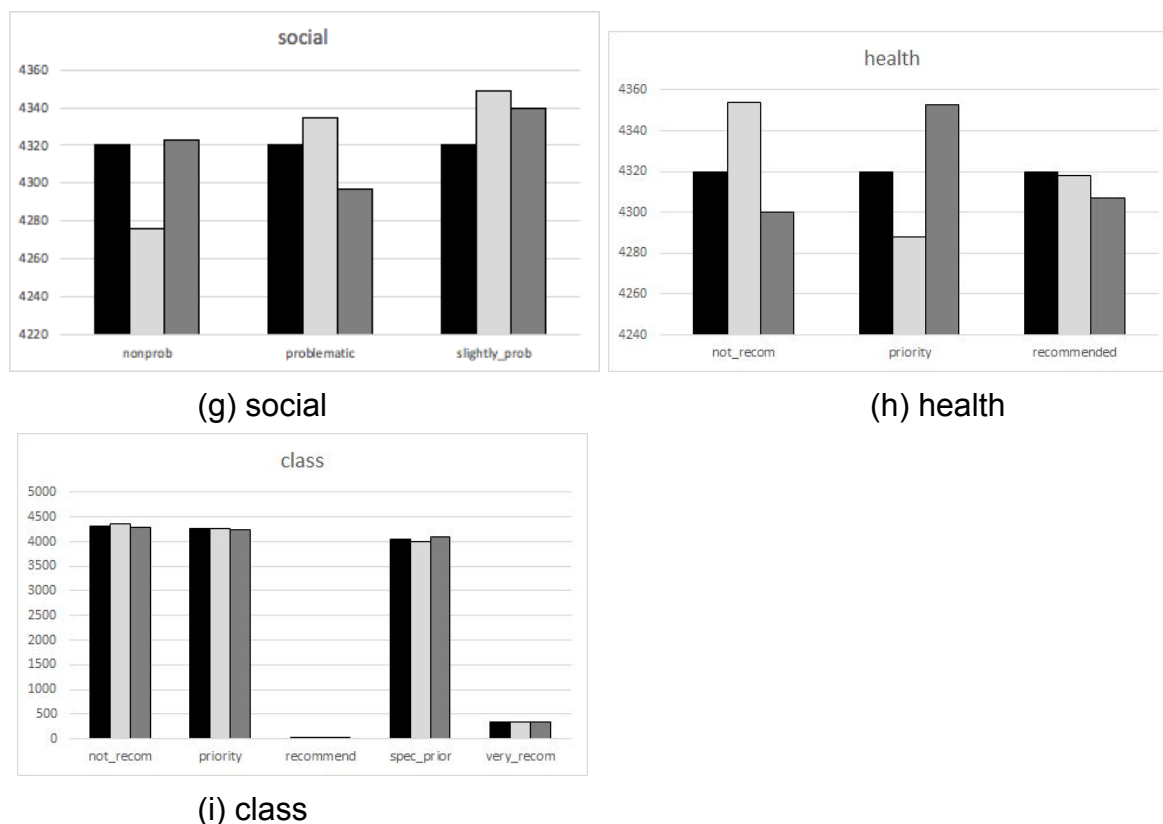 social
4360
4340
4320
4300
4280
4260
4240
4220
nonprob problematic slightly_prob
(g) social
health
4360
4340
4320
4300
4280
4260
4240
not_recom priority recommended
(h) health
class
5000
4500
4000
3500
3000
2500
2000
1500
1000
500
0
not_recom priority recommend spec_prior very_recom
(i) class